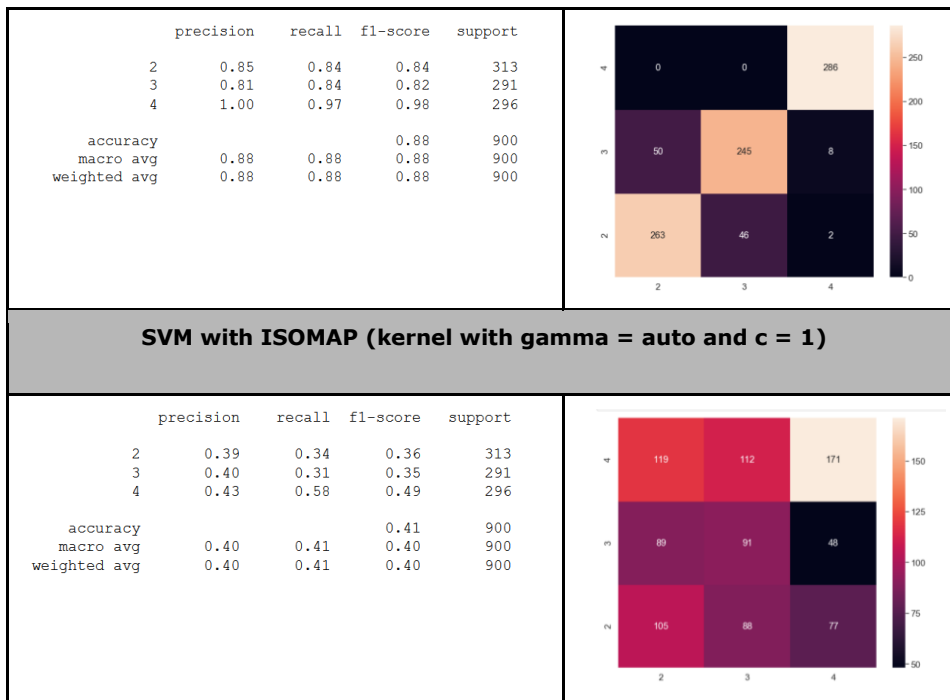 precision recall f1-score support
2 0.85 0.84 0.84 313
3 0.81 0.84 0.82 291
4 1.00 0.97 0.98 296
accuracy 0.88 900
macro avg 0.88 0.88 0.88 900
weighted avg 0.88 0.88 0.88 900
4 0 0 286
3 50 245 8
2 263 46 2
2 3 4
250
200
150
100
50
0
SVM with ISOMAP (kernel with gamma = auto and c = 1)
precision recall f1-score support
2 0.39 0.34 0.36 313
3 0.40 0.31 0.35 291
4 0.43 0.58 0.49 296
accuracy 0.41 900
macro avg 0.40 0.41 0.40 900
weighted avg 0.40 0.41 0.40 900
4 119 112 171
3 89 91 48
2 105 88 77
2 3 4
150
125
100
75
50